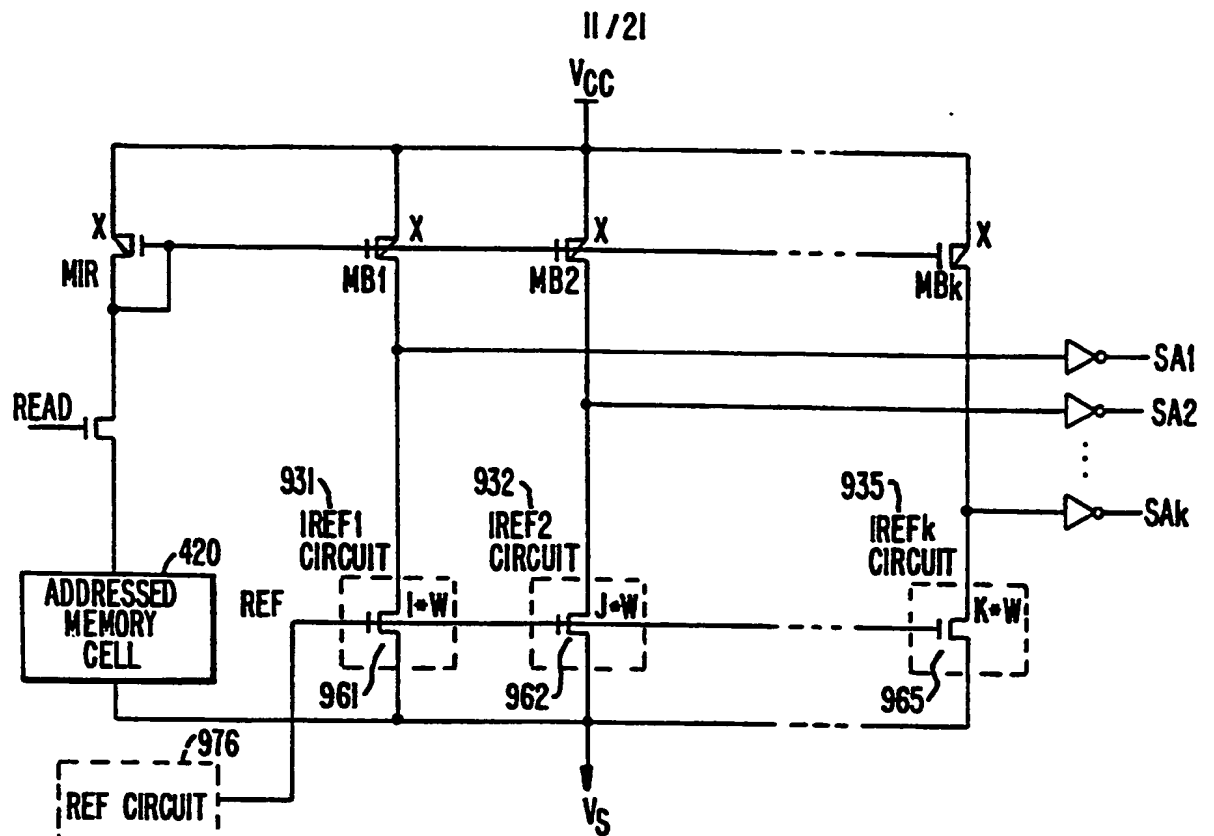 11/21
VCC
X
X
X
X
MIR
MB1
MB2
MBk
READ
SA1
SA2
SAk
931
IREF1
CIRCUIT
932
IREF2
CIRCUIT
935
IREFk
CIRCUIT
420
ADDRESSED
MEMORY
CELL
REF
I*W
J*W
K*W
961
962
965
976
REF CIRCUIT
VS